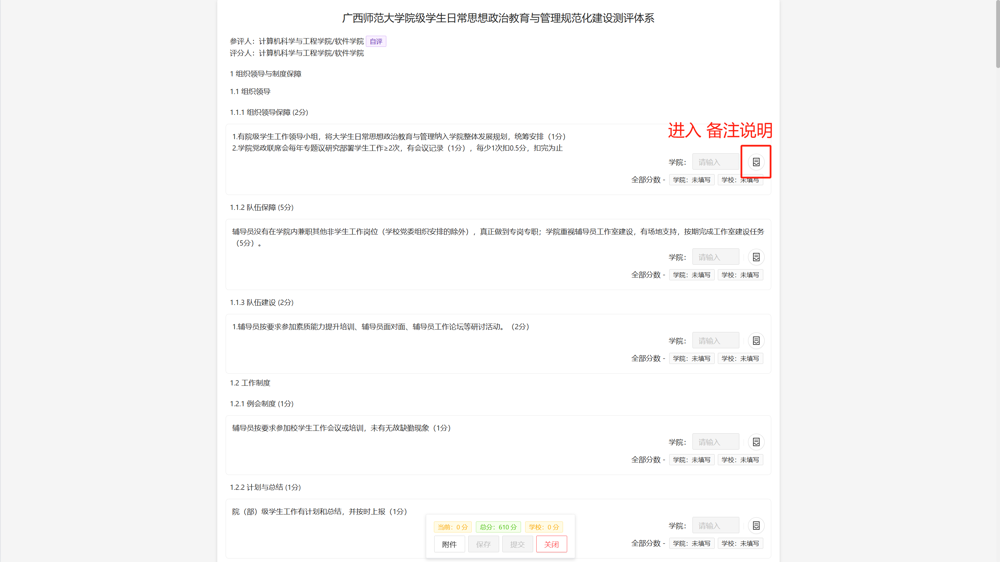 广西师范大学院级学生日常思想政治教育与管理规范化建设测评体系
参评人：计算机科学与工程学院/软件学院 自评
评分人：计算机科学与工程学院/软件学院
1 组织领导与制度保障
1.1 组织领导
1.1.1 组织领导保障 (2分)
进入 备注说明
1.有院级学生工作领导小组，将大学生日常思想政治教育与管理纳入学院整体发展规划，统筹安排（1分）
2.学院党政联席会每年专题议研究部署学生工作≥2次，有会议记录（1分），每少1次扣0.5分，扣完为止
学院： 请输入
全部分数 - 学院：未填写 学校：未填写
1.1.2 队伍保障 (5分)
辅导员没有在学院内兼职其他非学生工作岗位（学校党委组织安排的除外），真正做到专岗专职；学院重视辅导员工作室建设，有场地支持，按期完成工作室建设任务
（5分）。
学院： 请输入
全部分数 - 学院：未填写 学校：未填写
1.1.3 队伍建设 (2分)
1.辅导员按要求参加素质能力提升培训、辅导员面对面、辅导员工作论坛等研讨活动。（2分）
学院： 请输入
全部分数 - 学院：未填写 学校：未填写
1.2 工作制度
1.2.1 例会制度 (1分)
辅导员按要求参加校学生工作会议或培训，未有无故缺勤现象（1分）
学院： 请输入
全部分数 - 学院：未填写 学校：未填写
1.2.2 计划与总结 (1分)
院（部）级学生工作有计划和总结，并按时上报（1分）
学院： 请输入
全部分数 - 学院：未填写 学校：未填写
当前：0 分 总分：610 分 学校：0 分
附件 保存 提交 关闭